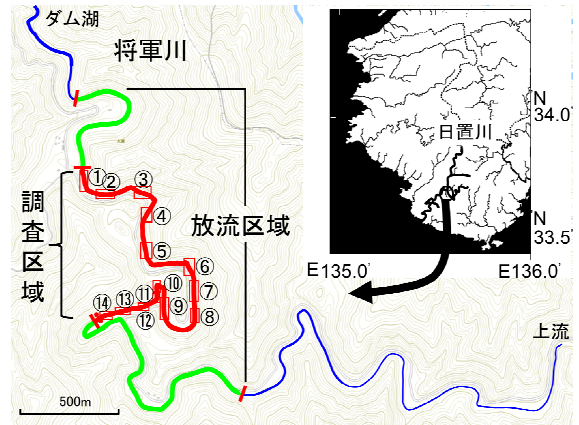 ダム湖
将軍川
①
②
③
④
⑤
⑥
⑦
⑧
⑨
⑩
⑪
⑫
⑬
⑭
調査区域
放流区域
上流
500m
日置川
N
34.0゜
N
33.5゜
E135.0゜
E136.0゜